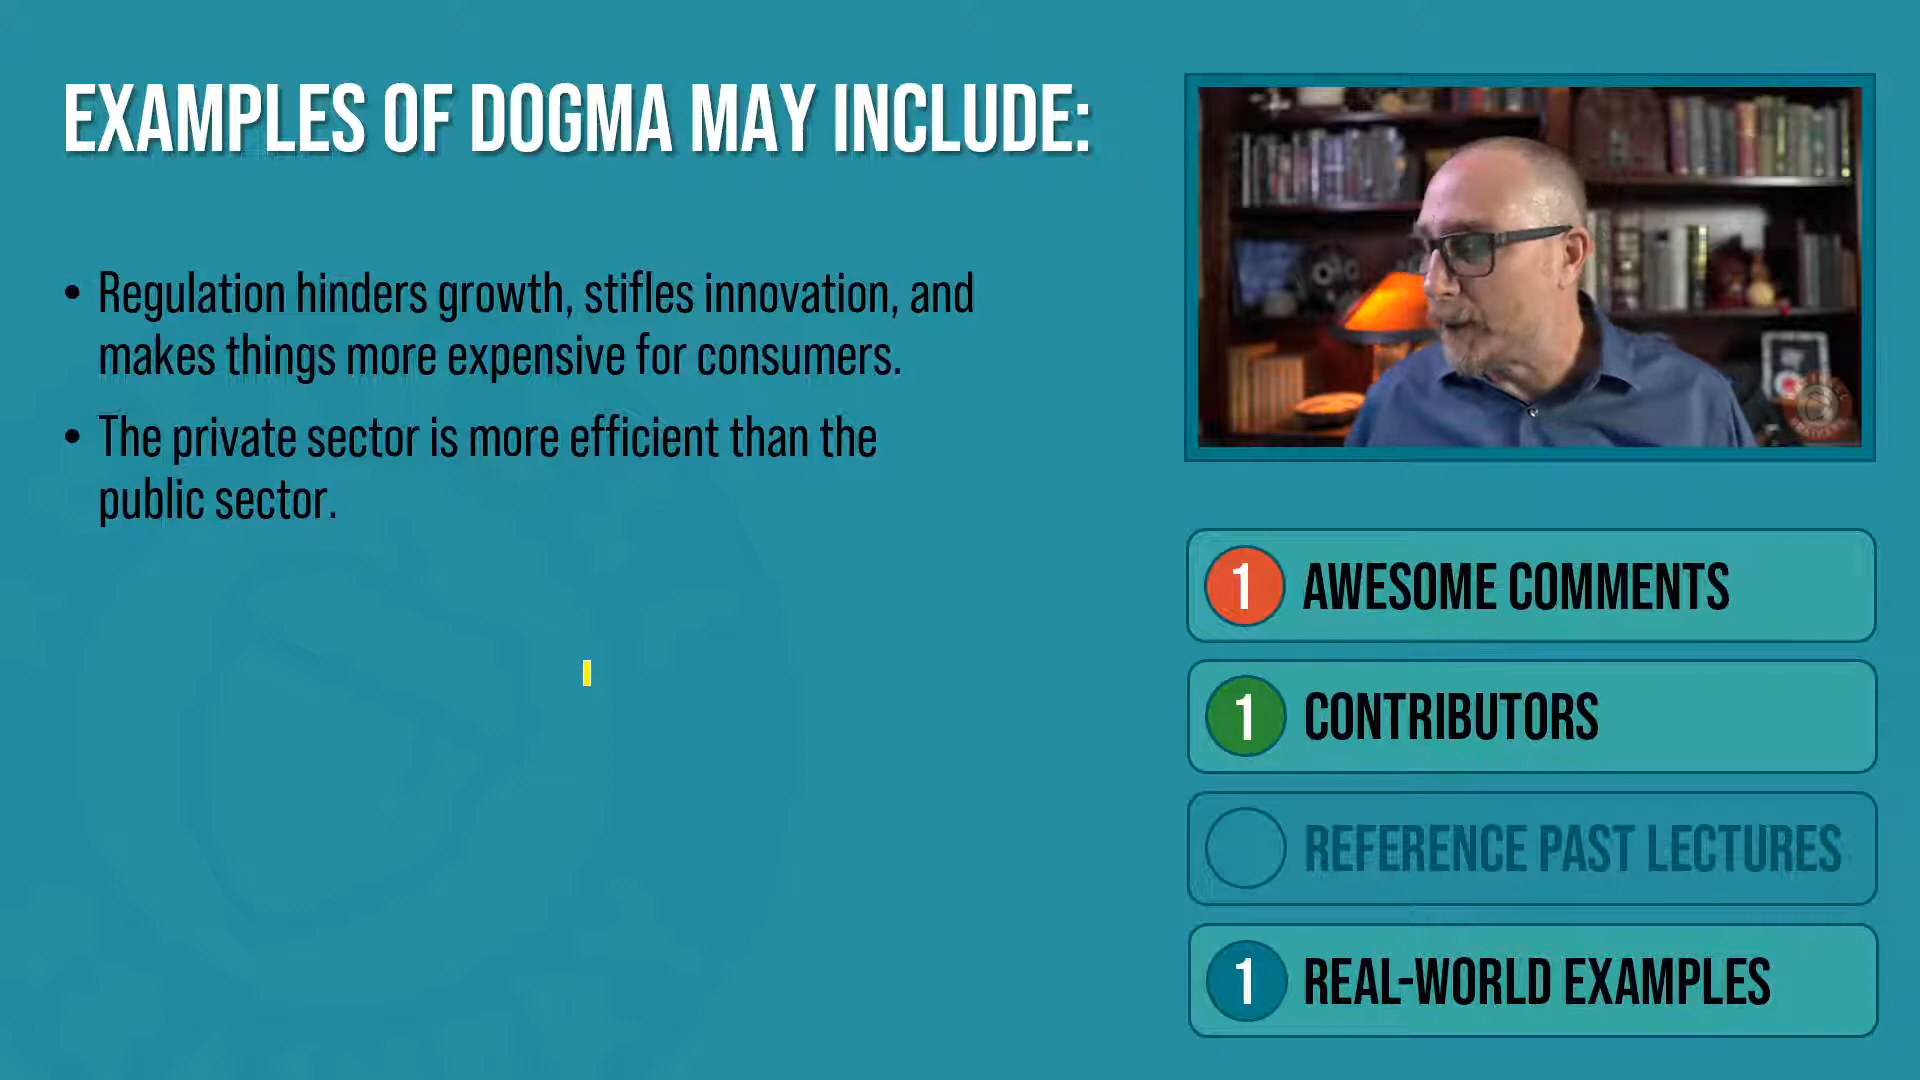 EXAMPLES OF DOGMA MAY INCLUDE:
• Regulation hinders growth, stifles innovation, and
makes things more expensive for consumers.
• The private sector is more efficient than the
public sector.
1 AWESOME COMMENTS
1 CONTRIBUTORS
REFERENCE PAST LECTURES
1 REAL-WORLD EXAMPLES